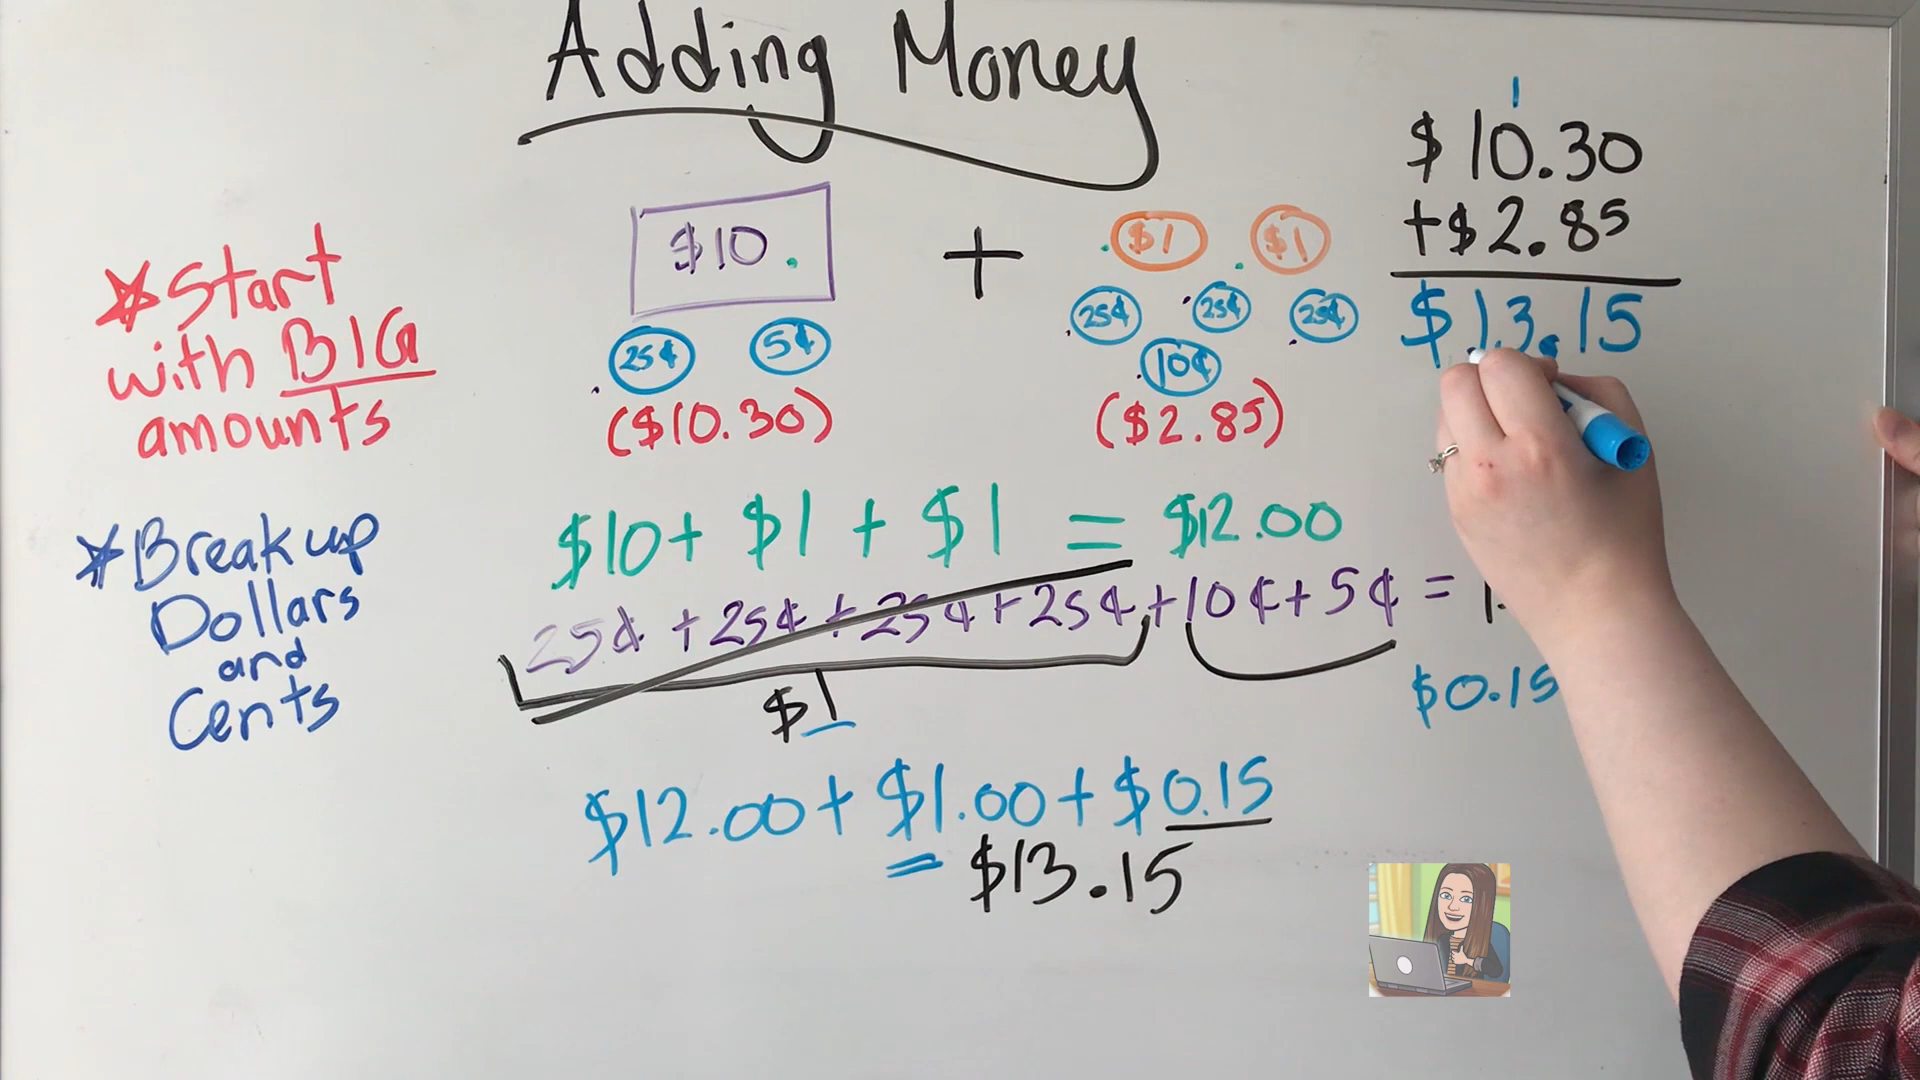 Adding Money
*Start
with BIG
amounts
*Break up
Dollars
and
Cents
$10. + $1 $1
25¢ 25¢ 25¢
25¢ 5¢
10¢
($10.30) ($2.85)
1
$10.30
+$2.85
$13.15
$10+ $1 + $1 = $12.00
25¢ +25¢ +25¢ +25¢ +10¢+5¢ =
$1
$0.15
$12.00+$1.00+$0.15
= $13.15